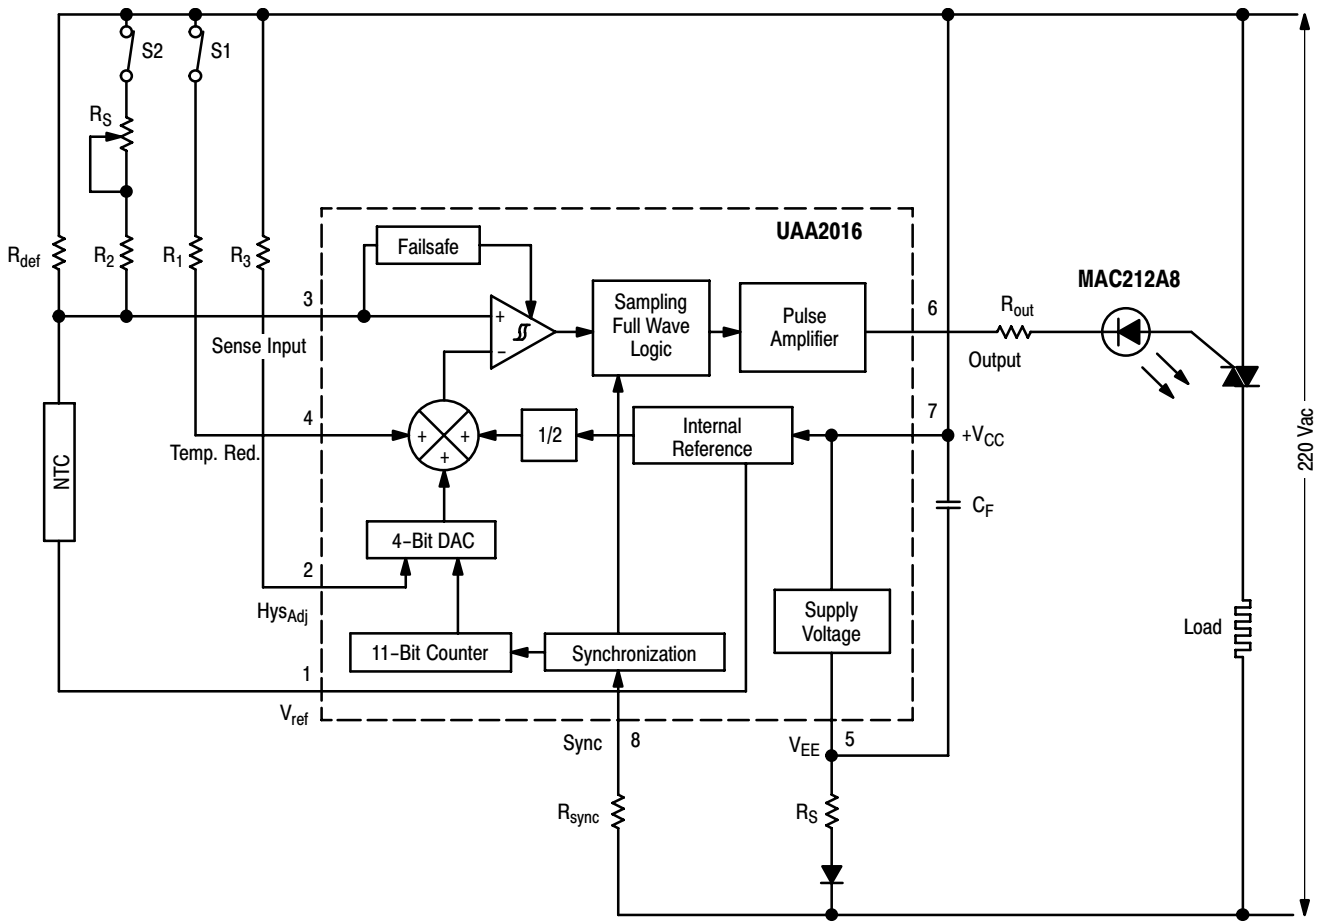 S2
S1
R_S
R_def
R_2
R_1
R_3
UAA2016
Failsafe
MAC212A8
3
Sense Input
+
−
Sampling
Full Wave
Logic
Pulse
Amplifier
6
R_out
Output
4
Temp. Red.
+
+
+
1/2
Internal
Reference
7
+V_CC
220 Vac
NTC
C_F
4−Bit DAC
2
Hys_Adj
Supply
Voltage
Load
11−Bit Counter
Synchronization
1
V_ref
Sync
8
V_EE
5
R_sync
R_S